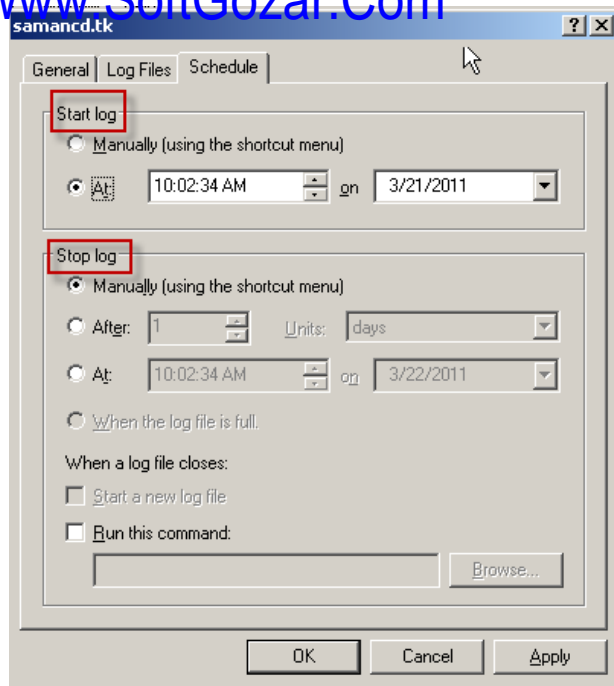 www.SoftGozar.Com
samancd.tk
General Log Files Schedule
Start log
Manually (using the shortcut menu)
At: 10:02:34 AM on 3/21/2011
Stop log
Manually (using the shortcut menu)
After: 1 Units: days
At: 10:02:34 AM on 3/22/2011
When the log file is full.
When a log file closes:
Start a new log file
Run this command:
Browse...
OK Cancel Apply